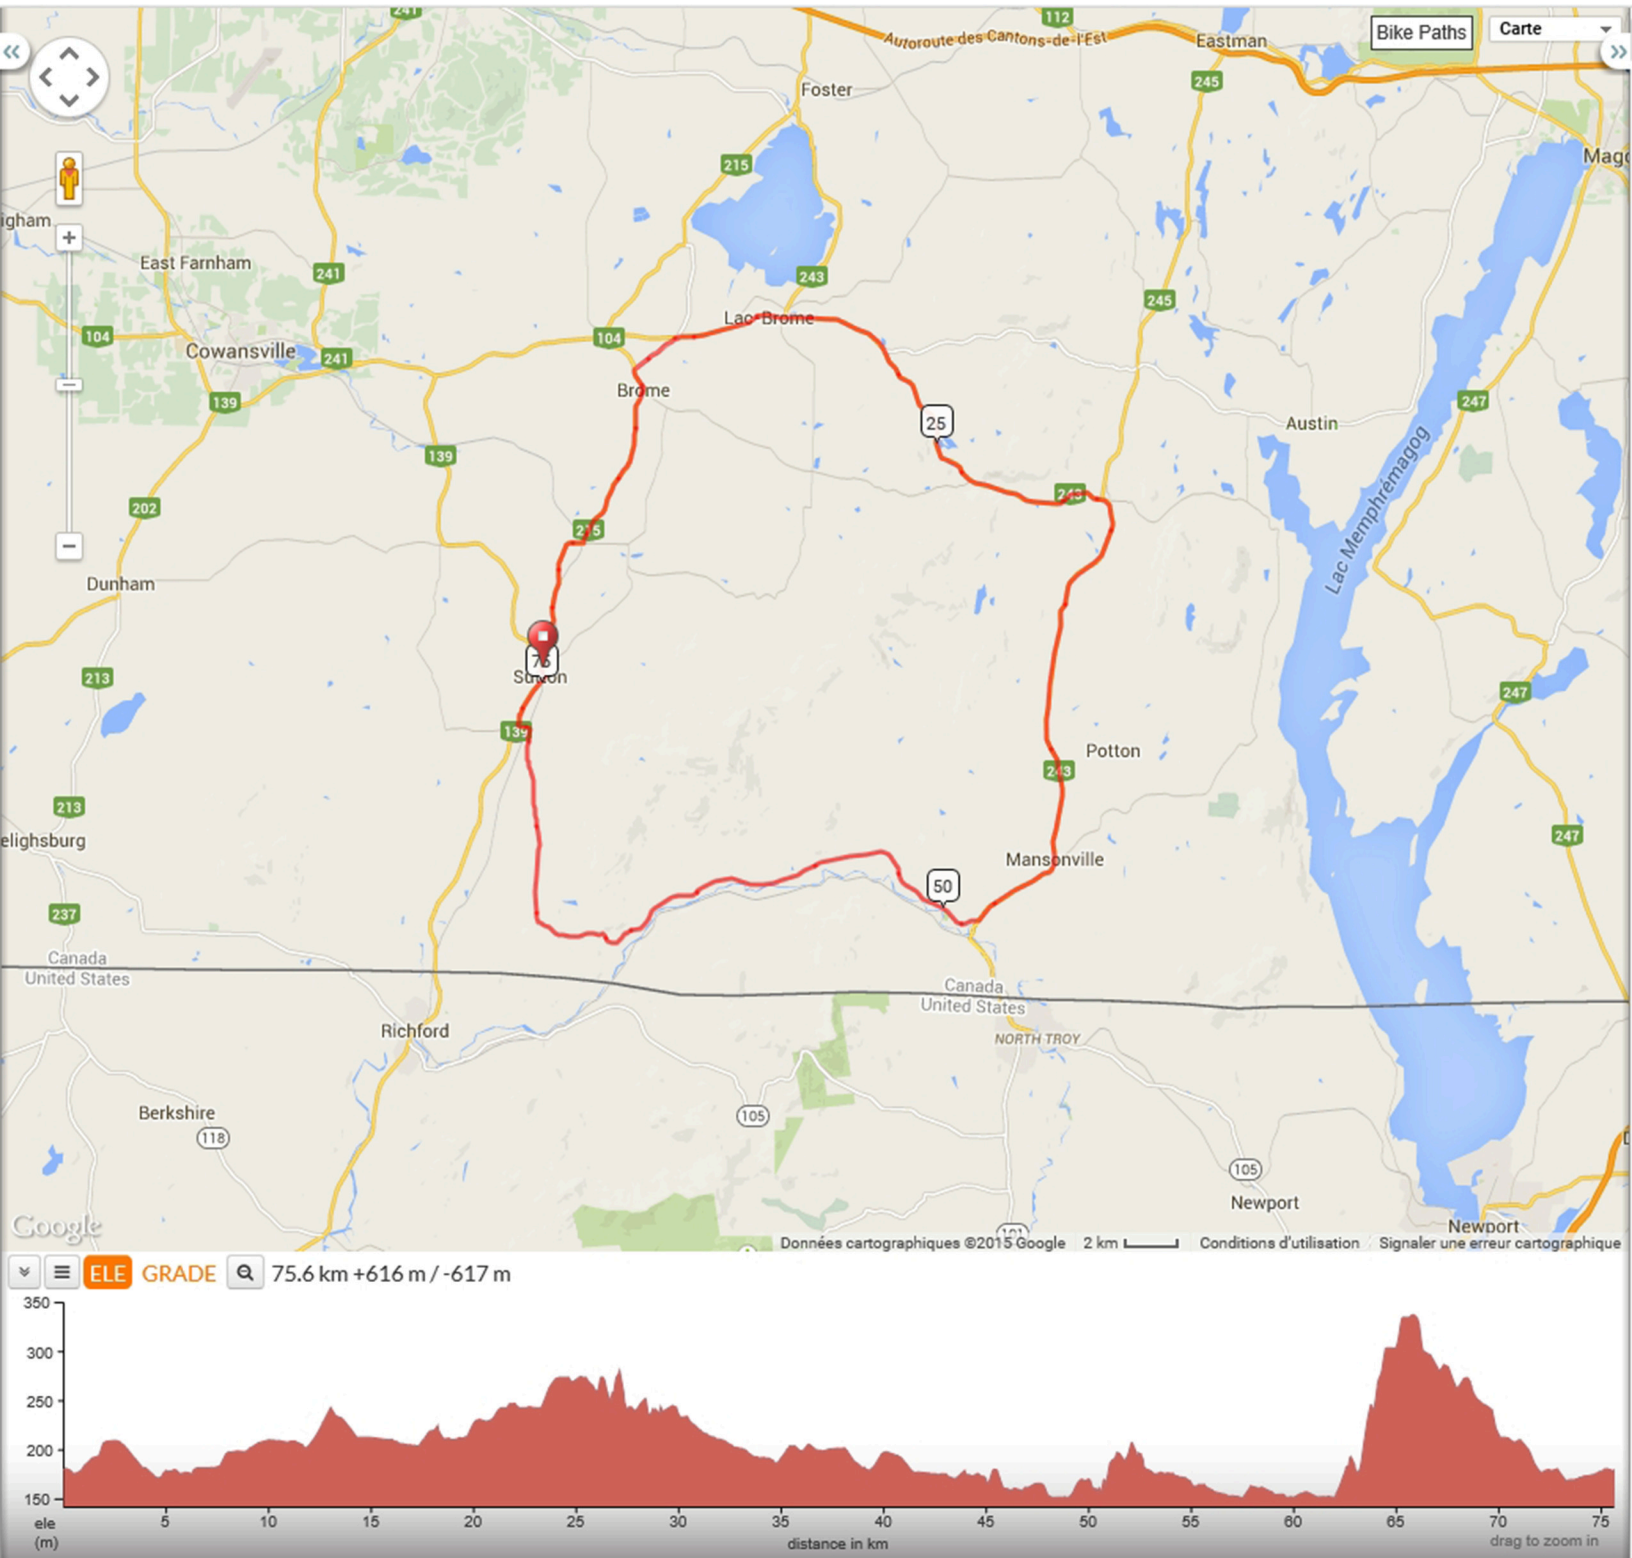 241
112
Autoroute des Cantons-de-l'Est
Eastman
Bike Paths
Carte
Foster
245
215
igham
East Farnham
241
243
245
104
Cowansville
241
104
Lac-Brome
139
Brome
25
Austin
247
139
202
Lac Memphrémagog
Dunham
Sutton
213
139
247
Potton
213
elighsburg
Mansonville
247
50
237
Canada
United States
Canada
United States
Richford
NORTH TROY
Berkshire
118
105
105
Newport
Newport
Google
Données cartographiques ©2015 Google
2 km
Conditions d'utilisation
Signaler une erreur cartographique
ELE GRADE 75.6 km +616 m / -617 m
350
300
250
200
150
ele
(m)
5 10 15 20 25 30 35 40 45 50 55 60 65 70 75
distance in km
drag to zoom in